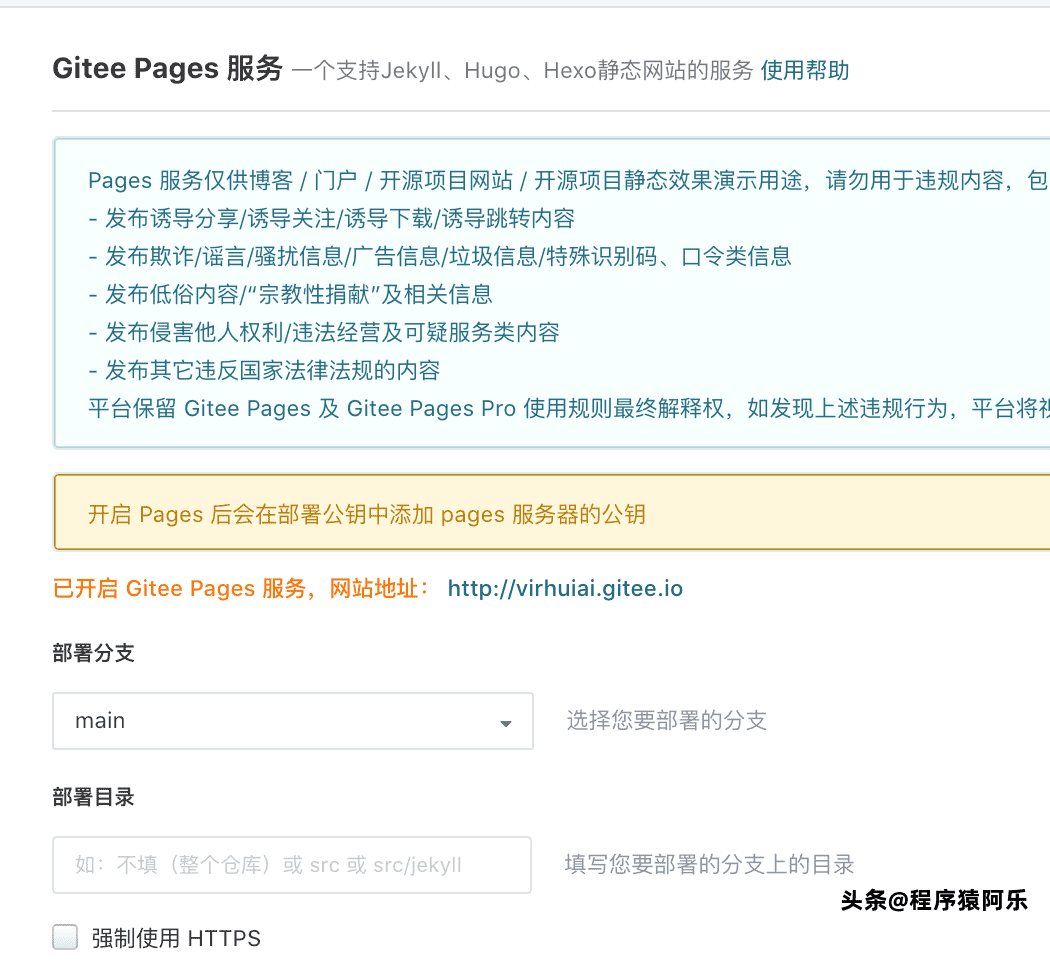 Gitee Pages 服务 一个支持Jekyll、Hugo、Hexo静态网站的服务 使用帮助
Pages 服务仅供博客 / 门户 / 开源项目网站 / 开源项目静态效果演示用途，请勿用于违规内容，包
- 发布诱导分享/诱导关注/诱导下载/诱导跳转内容
- 发布欺诈/谣言/骚扰信息/广告信息/垃圾信息/特殊识别码、口令类信息
- 发布低俗内容/“宗教性捐献”及相关信息
- 发布侵害他人权利/违法经营及可疑服务类内容
- 发布其它违反国家法律法规的内容
平台保留 Gitee Pages 及 Gitee Pages Pro 使用规则最终解释权，如发现上述违规行为，平台将视
开启 Pages 后会在部署公钥中添加 pages 服务器的公钥
已开启 Gitee Pages 服务，网站地址： http://virhuiai.gitee.io
部署分支
main 选择您要部署的分支
部署目录
如：不填（整个仓库）或 src 或 src/jekyll 填写您要部署的分支上的目录
头条@程序猿阿乐
强制使用 HTTPS